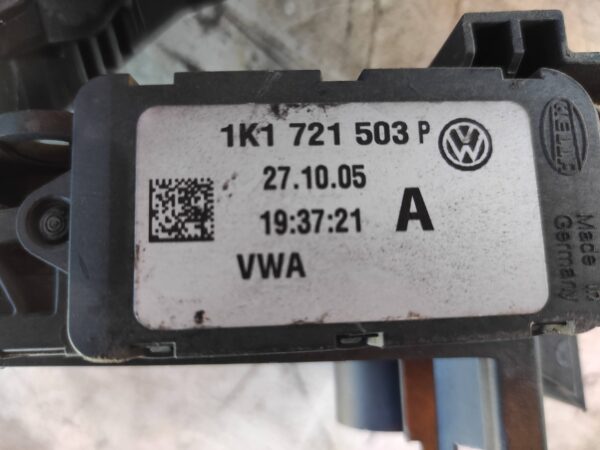 1K1 721 503 P
27.10.05
19:37:21 A
VWA
HELLA
Made in
Germany